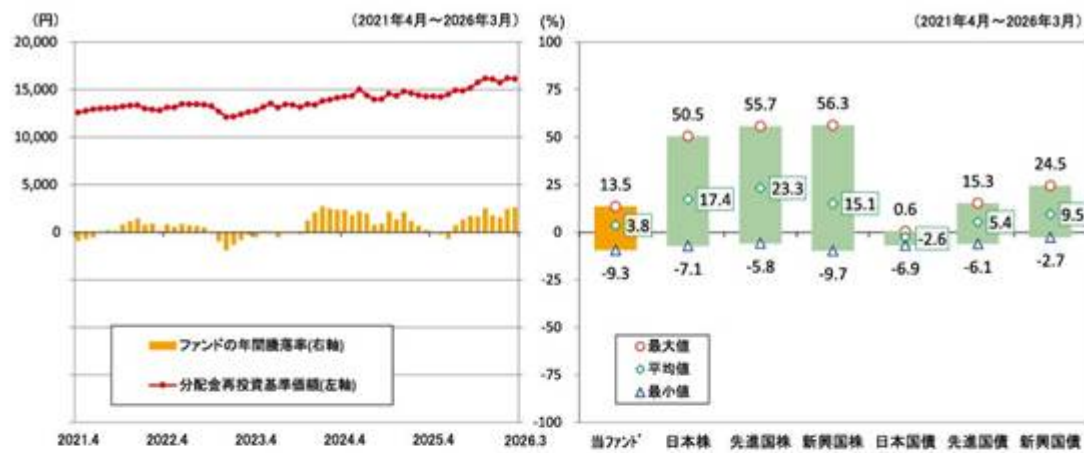 (円)
(2021年4月～2026年3月)
20,000
15,000
10,000
5,000
0
ファンドの年間騰落率(右軸)
分配金再投資基準価額(左軸)
2021.4 2022.4 2023.4 2024.4 2025.4 2026.3
(%)
(2021年4月～2026年3月)
100
75
50
25
0
-25
-50
-75
-100
50.5 55.7 56.3 24.5
13.5 17.4 23.3 15.1 0.6 15.3 9.5
3.8 -2.6 5.4
-9.3 -7.1 -5.8 -9.7 -6.9 -6.1 -2.7
最大値
平均値
最小値
当ファンド 日本株 先進国株 新興国株 日本国債 先進国債 新興国債